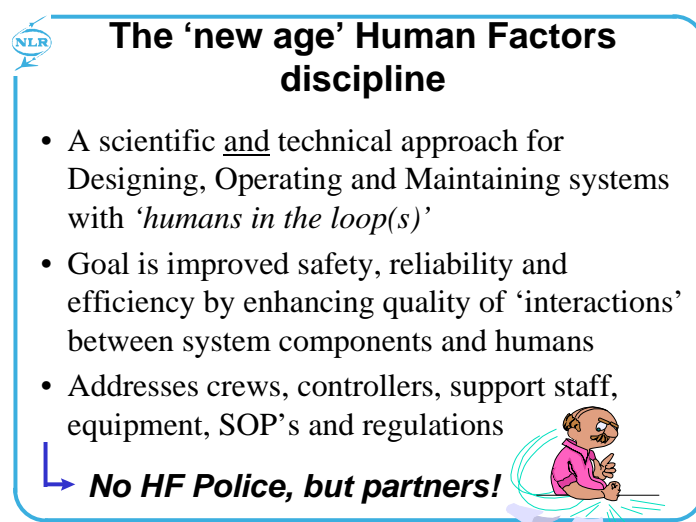 NLR
The ‘new age’ Human Factors
discipline
• A scientific and technical approach for
Designing, Operating and Maintaining systems
with ‘humans in the loop(s)’
• Goal is improved safety, reliability and
efficiency by enhancing quality of ‘interactions’
between system components and humans
• Addresses crews, controllers, support staff,
equipment, SOP's and regulations
No HF Police, but partners!